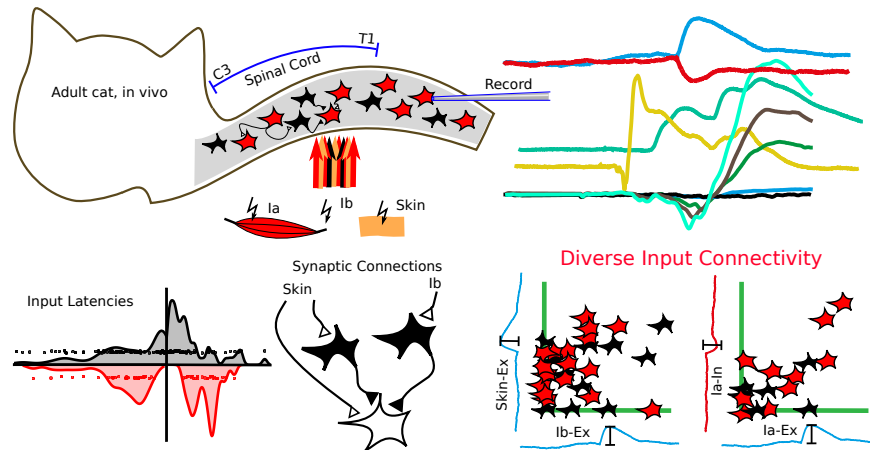 C3
T1
Spinal Cord
Adult cat, in vivo
Record
Ia
Ib
Skin
Input Latencies
Synaptic Connections
Skin
Ib
Diverse Input Connectivity
Skin-Ex
Ib-Ex
Ia-In
Ia-Ex